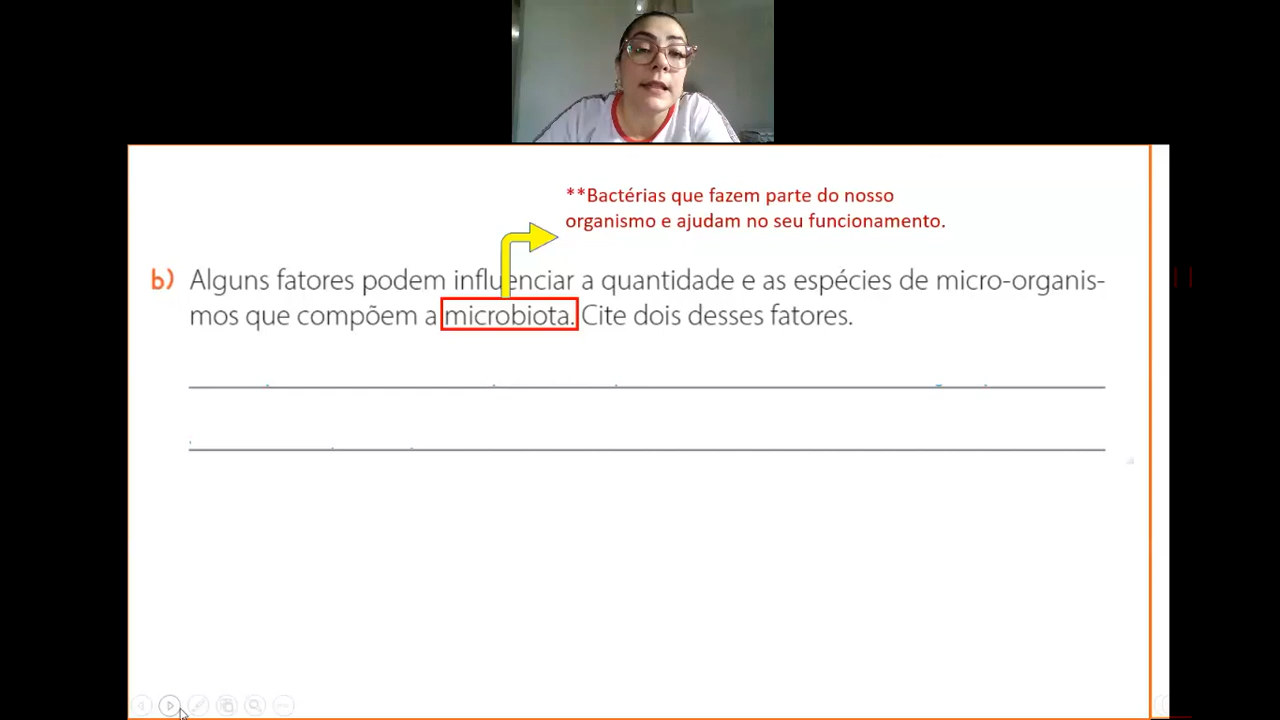 **Bactérias que fazem parte do nosso
organismo e ajudam no seu funcionamento.
b) Alguns fatores podem influenciar a quantidade e as espécies de micro-organis-
mos que compõem a microbiota. Cite dois desses fatores.